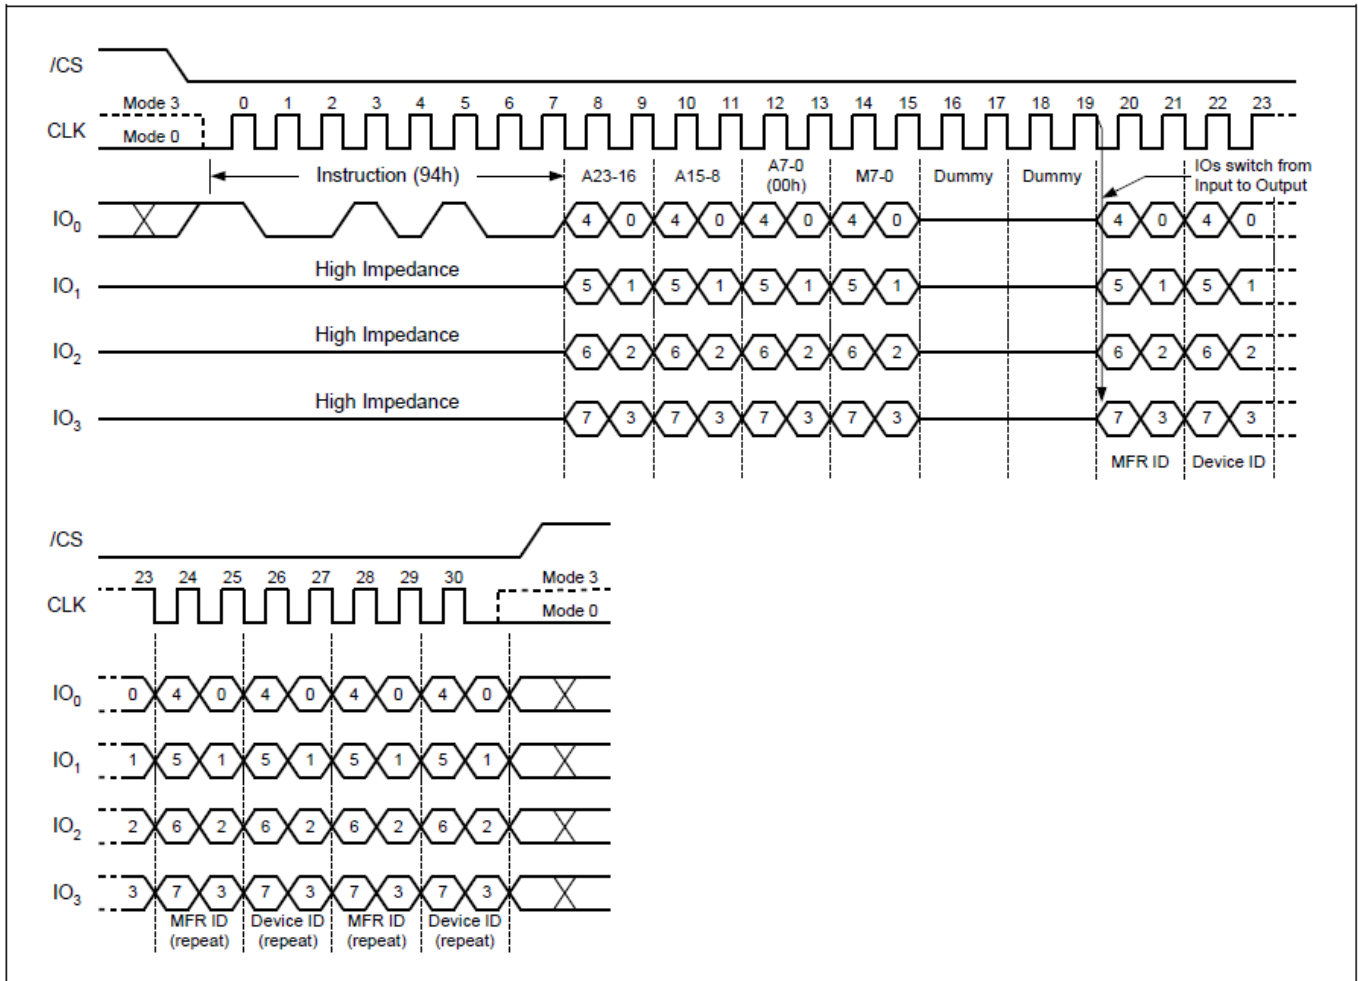 /CS
Mode 3 0 1 2 3 4 5 6 7 8 9 10 11 12 13 14 15 16 17 18 19 20 21 22 23
CLK
Mode 0
Instruction (94h) A23-16 A15-8 A7-0 M7-0 Dummy Dummy IOs switch from
(00h) Input to Output
IO0 4 0 4 0 4 0 4 0 4 0 4 0
High Impedance
IO1 5 1 5 1 5 1 5 1 5 1 5 1
High Impedance
IO2 6 2 6 2 6 2 6 2 6 2 6 2
High Impedance
IO3 7 3 7 3 7 3 7 3 7 3 7 3
MFR ID Device ID
/CS
23 24 25 26 27 28 29 30 Mode 3
CLK
Mode 0
IO0 0 4 0 4 0 4 0 4 0
IO1 1 5 1 5 1 5 1 5 1
IO2 2 6 2 6 2 6 2 6 2
IO3 3 7 3 7 3 7 3 7 3
MFR ID Device ID MFR ID Device ID
(repeat) (repeat) (repeat) (repeat)